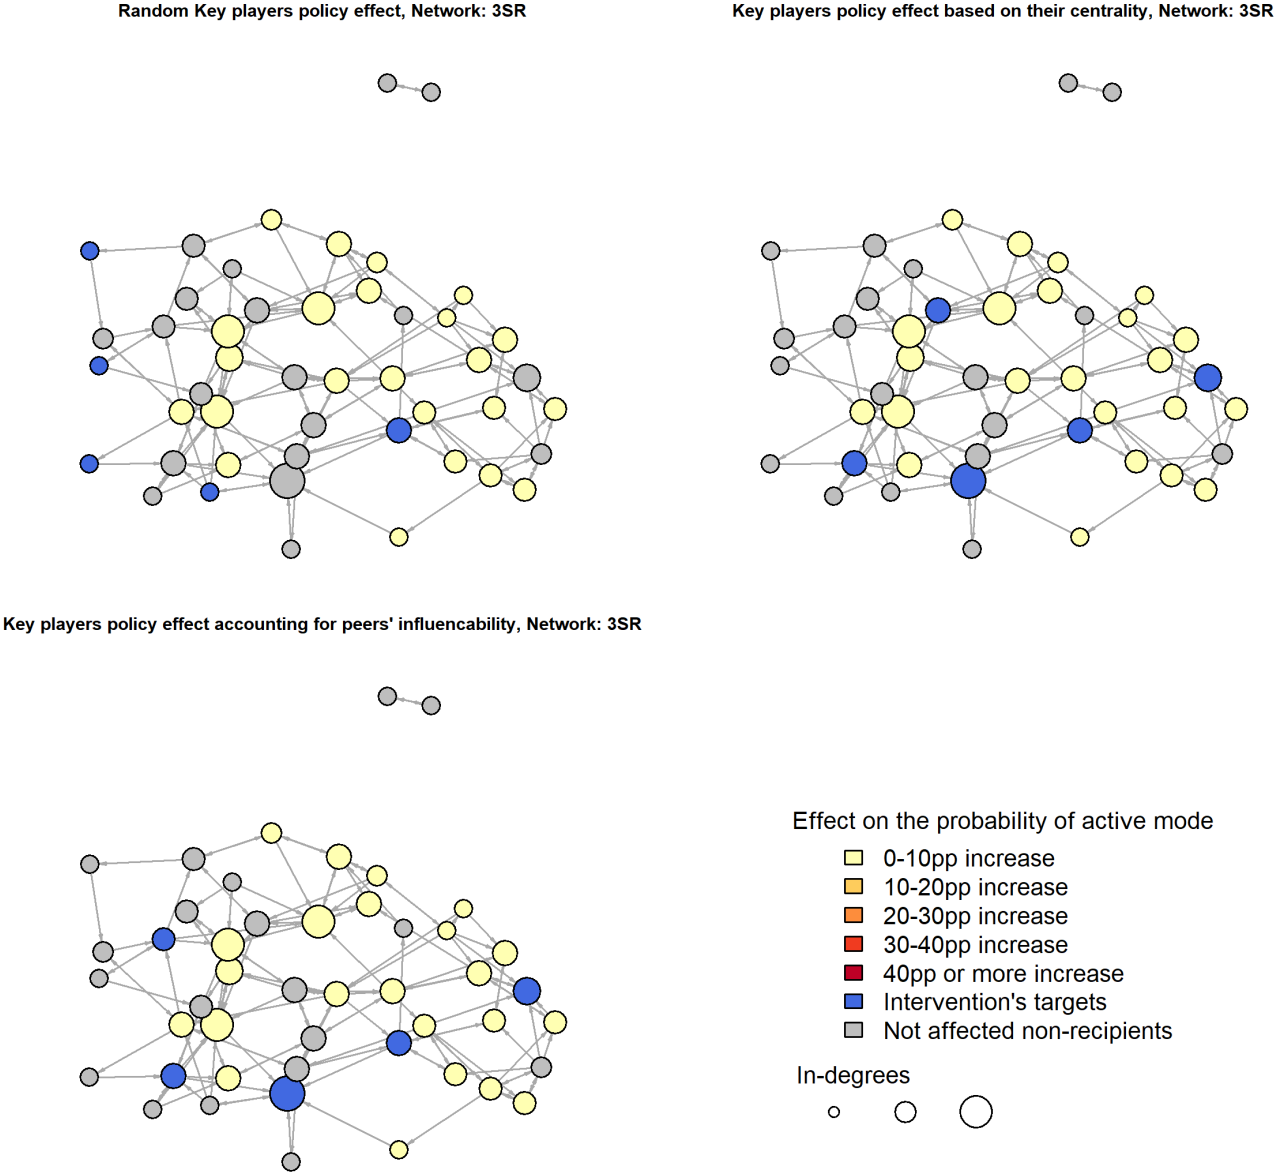 Random Key players policy effect, Network: 3SR
Key players policy effect based on their centrality, Network: 3SR
Key players policy effect accounting for peers' influencability, Network: 3SR
Effect on the probability of active mode
0-10pp increase
10-20pp increase
20-30pp increase
30-40pp increase
40pp or more increase
Intervention's targets
Not affected non-recipients
In-degrees